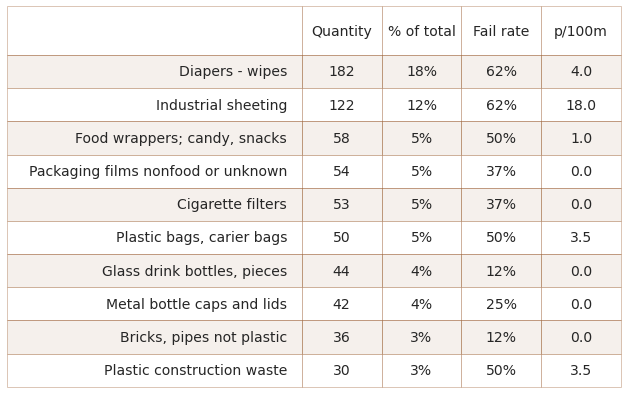 Quantity % of total Fail rate p/100m
Diapers - wipes 182 18% 62% 4.0
Industrial sheeting 122 12% 62% 18.0
Food wrappers; candy, snacks 58 5% 50% 1.0
Packaging films nonfood or unknown 54 5% 37% 0.0
Cigarette filters 53 5% 37% 0.0
Plastic bags, carier bags 50 5% 50% 3.5
Glass drink bottles, pieces 44 4% 12% 0.0
Metal bottle caps and lids 42 4% 25% 0.0
Bricks, pipes not plastic 36 3% 12% 0.0
Plastic construction waste 30 3% 50% 3.5